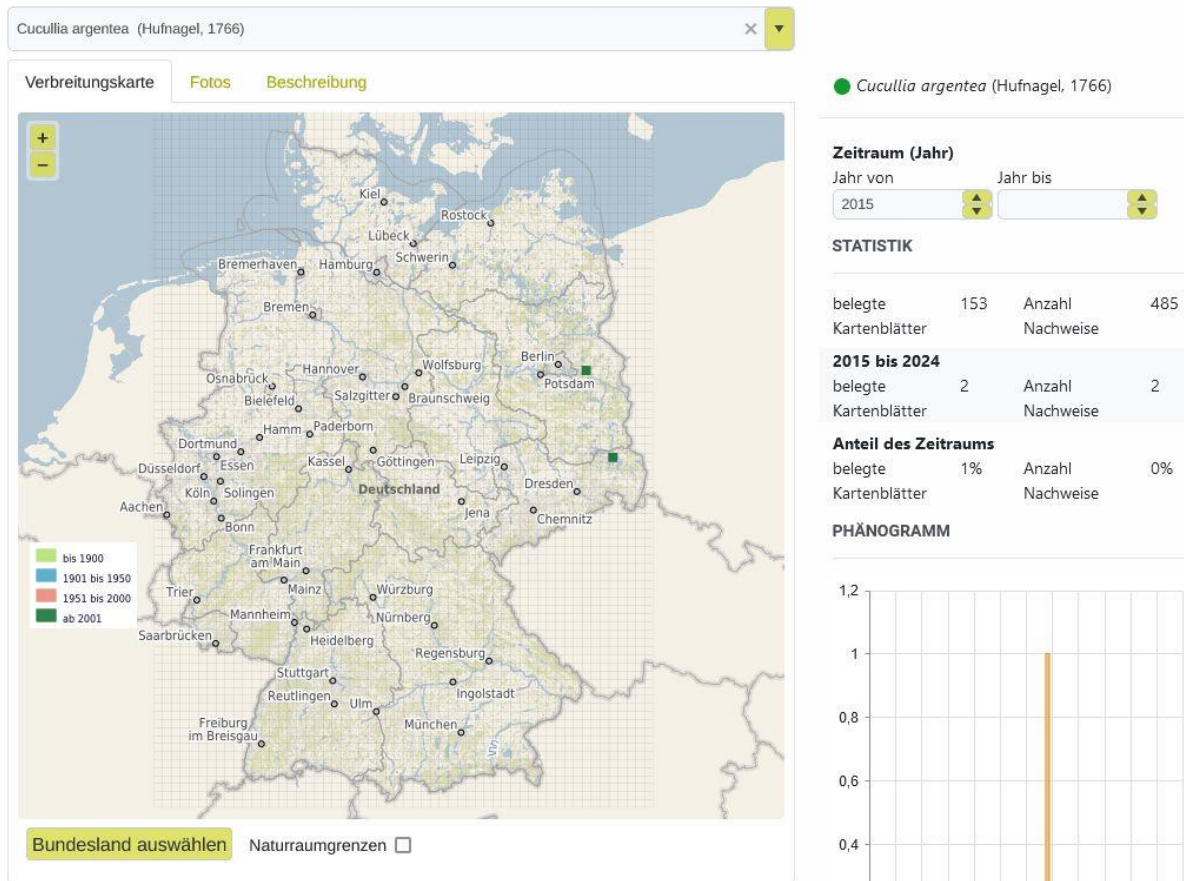 Cucullia argentea (Hufnagel, 1766)
×
Verbreitungskarte
Fotos
Beschreibung
+
−
Kiel
Rostock
Lübeck
Schwerin
Bremerhaven
Hamburg
Bremen
Berlin
Potsdam
Wolfsburg
Hannover
Osnabrück
Salzgitter
Braunschweig
Bielefeld
Hamm
Paderborn
Dortmund
Essen
Kassel
Göttingen
Leipzig
Düsseldorf
Dresden
Köln
Solingen
Deutschland
Aachen
Jena
Chemnitz
Bonn
Frankfurt
am Main
Trier
Mainz
Würzburg
Mannheim
Nürnberg
Saarbrücken
Heidelberg
Regensburg
Stuttgart
Reutlingen
Ulm
Ingolstadt
München
Freiburg
im Breisgau
bis 1900
1901 bis 1950
1951 bis 2000
ab 2001
Bundesland auswählen
Naturraumgrenzen
Cucullia argentea (Hufnagel, 1766)
Zeitraum (Jahr)
Jahr von
Jahr bis
2015
STATISTIK
belegte 153 Anzahl 485
Kartenblätter Nachweise
2015 bis 2024
belegte 2 Anzahl 2
Kartenblätter Nachweise
Anteil des Zeitraums
belegte 1% Anzahl 0%
Kartenblätter Nachweise
PHÄNOGRAMM
1,2
1
0,8
0,6
0,4